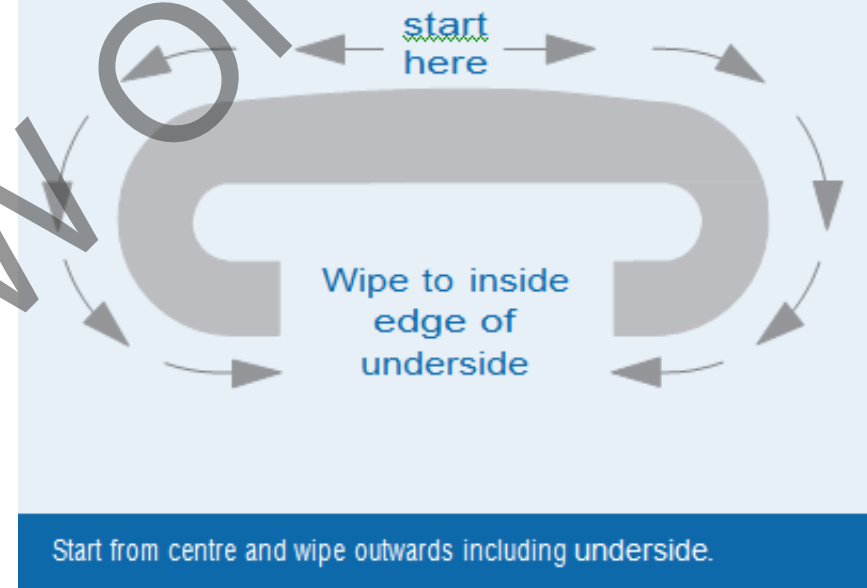 start
here
Wipe to inside
edge of
underside
Start from centre and wipe outwards including underside.